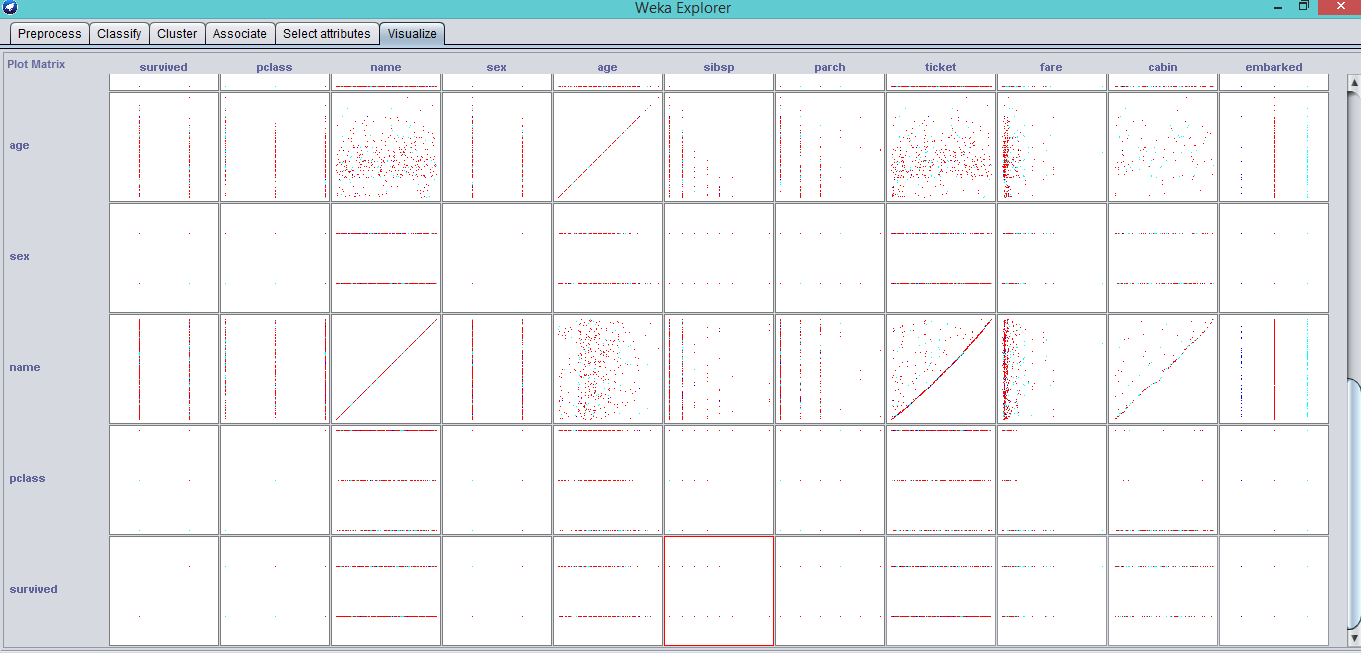 Weka Explorer
Preprocess Classify Cluster Associate Select attributes Visualize
Plot Matrix survived pclass name sex age sibsp parch ticket fare cabin embarked
age
sex
name
pclass
survived